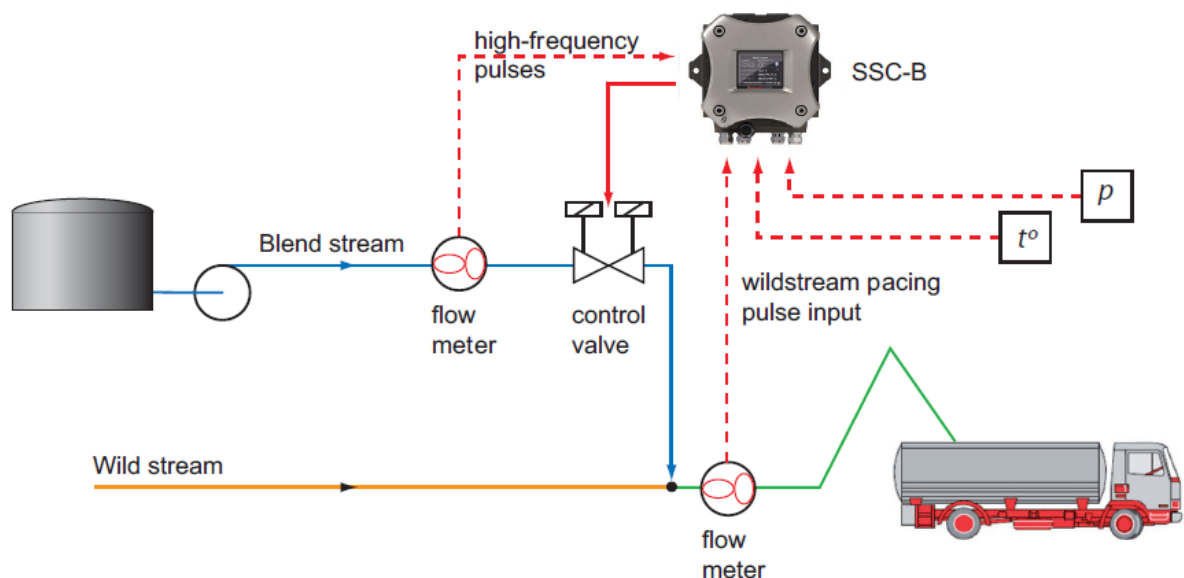 high-frequency
pulses
SSC-B
p
t°
Blend stream
flow
meter
control
valve
wildstream pacing
pulse input
Wild stream
flow
meter